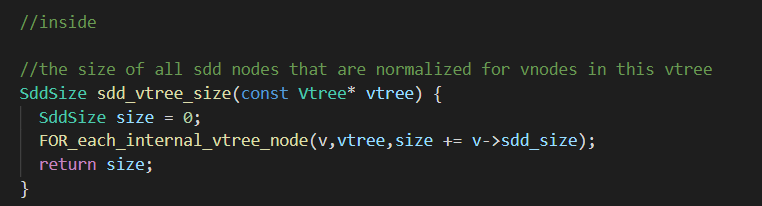 //inside
//the size of all sdd nodes that are normalized for vnodes in this vtree
SddSize sdd_vtree_size(const Vtree* vtree) {
SddSize size = 0;
FOR_each_internal_vtree_node(v,vtree,size += v->sdd_size);
return size;
}